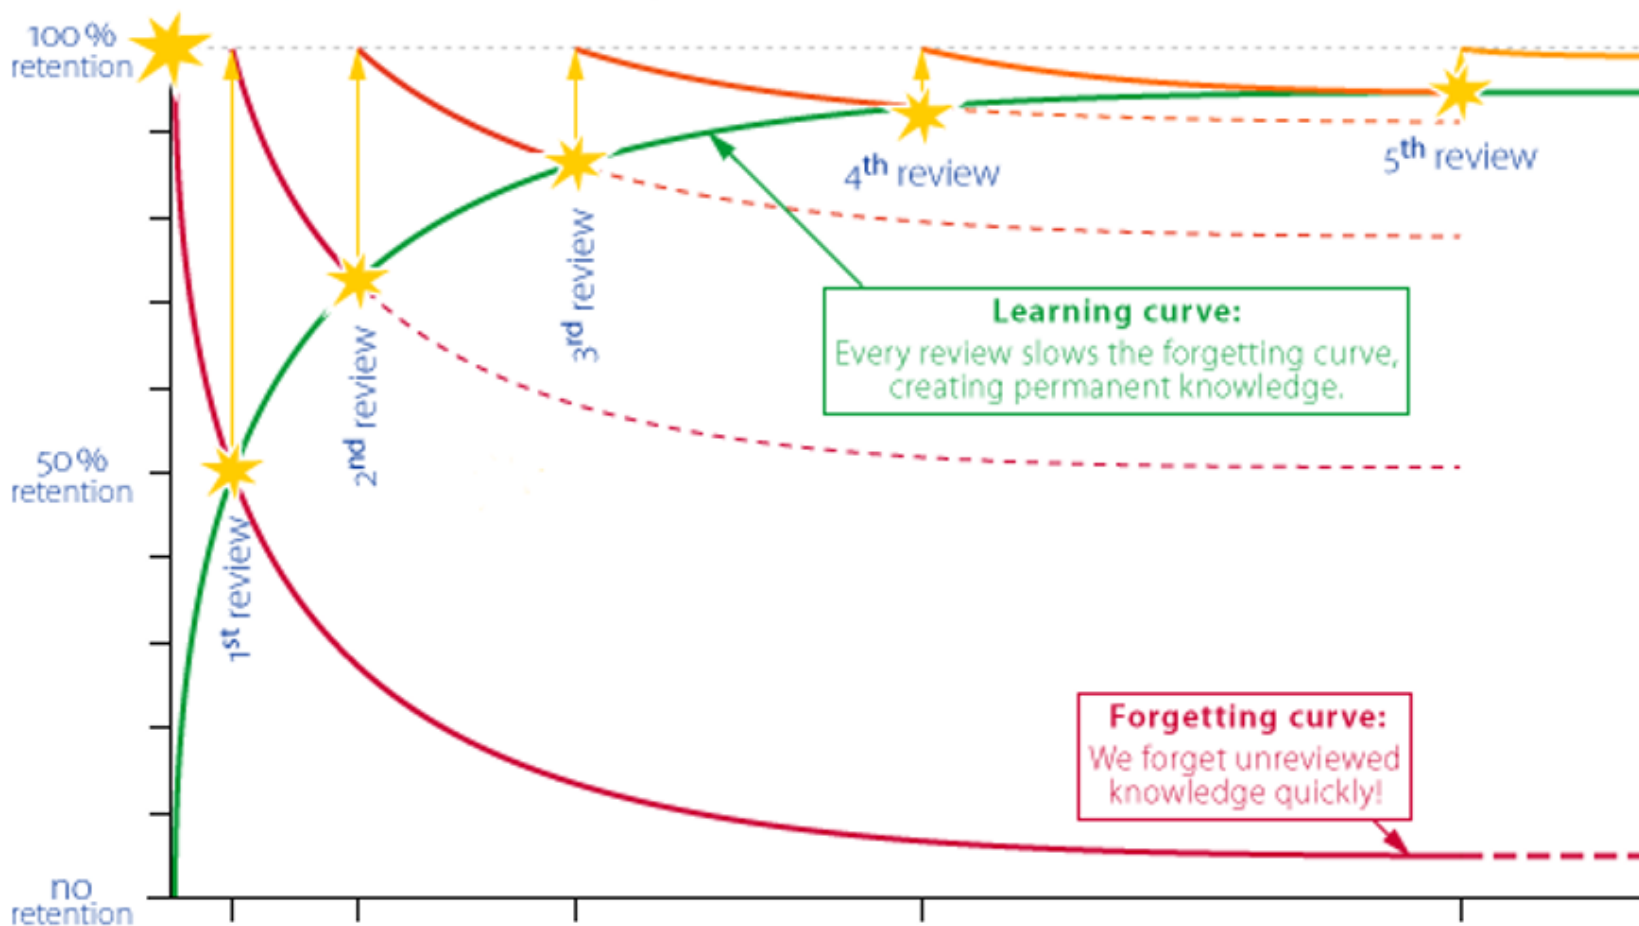 100 %
retention
50 %
retention
no
retention
1st review
2nd review
3rd review
4th review
5th review
Learning curve:
Every review slows the forgetting curve,
creating permanent knowledge.
Forgetting curve:
We forget unreviewed
knowledge quickly!